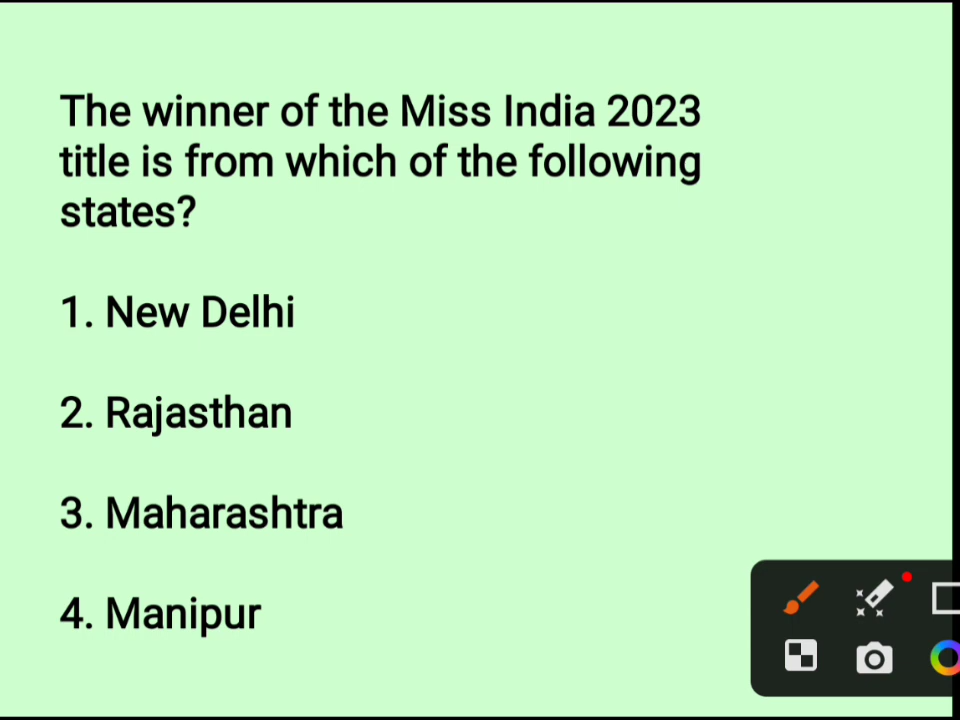 The winner of the Miss India 2023
title is from which of the following
states?
1. New Delhi
2. Rajasthan
3. Maharashtra
4. Manipur